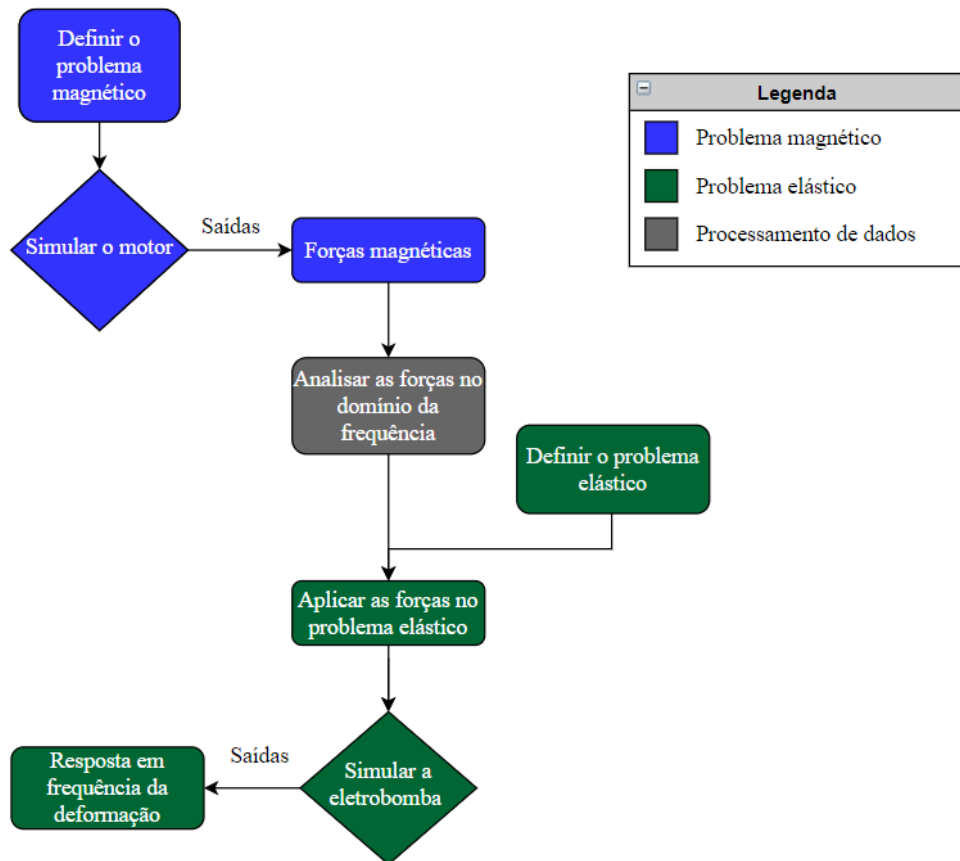 Definir o
problema
magnético
Legenda
Problema magnético
Problema elástico
Processamento de dados
Simular o motor
Saídas
Forças magnéticas
Analisar as forças no
domínio da
frequência
Definir o problema
elástico
Aplicar as forças no
problema elástico
Simular a
eletrobomba
Saídas
Resposta em
frequência da
deformação